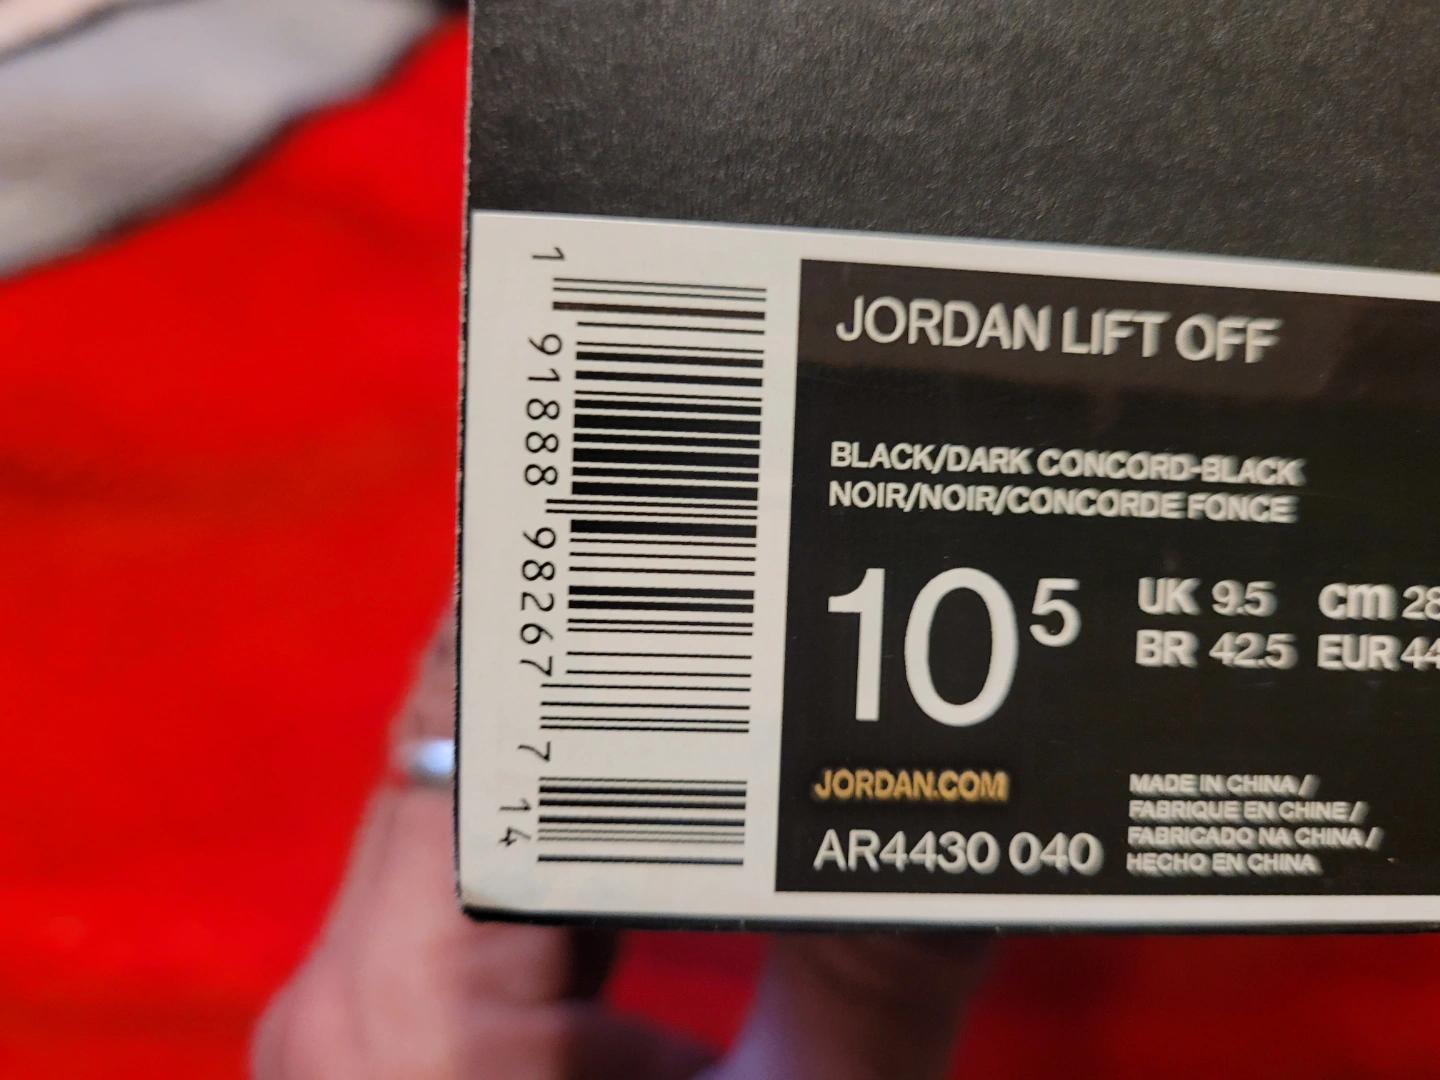 1 91888 98267 7 14
JORDAN LIFT OFF
BLACK/DARK CONCORD-BLACK
NOIR/NOIR/CONCORDE FONCE
10 5
UK 9.5 cm 28
BR 42.5 EUR 44
JORDAN.COM
AR4430 040
MADE IN CHINA /
FABRIQUE EN CHINE /
FABRICADO NA CHINA /
HECHO EN CHINA